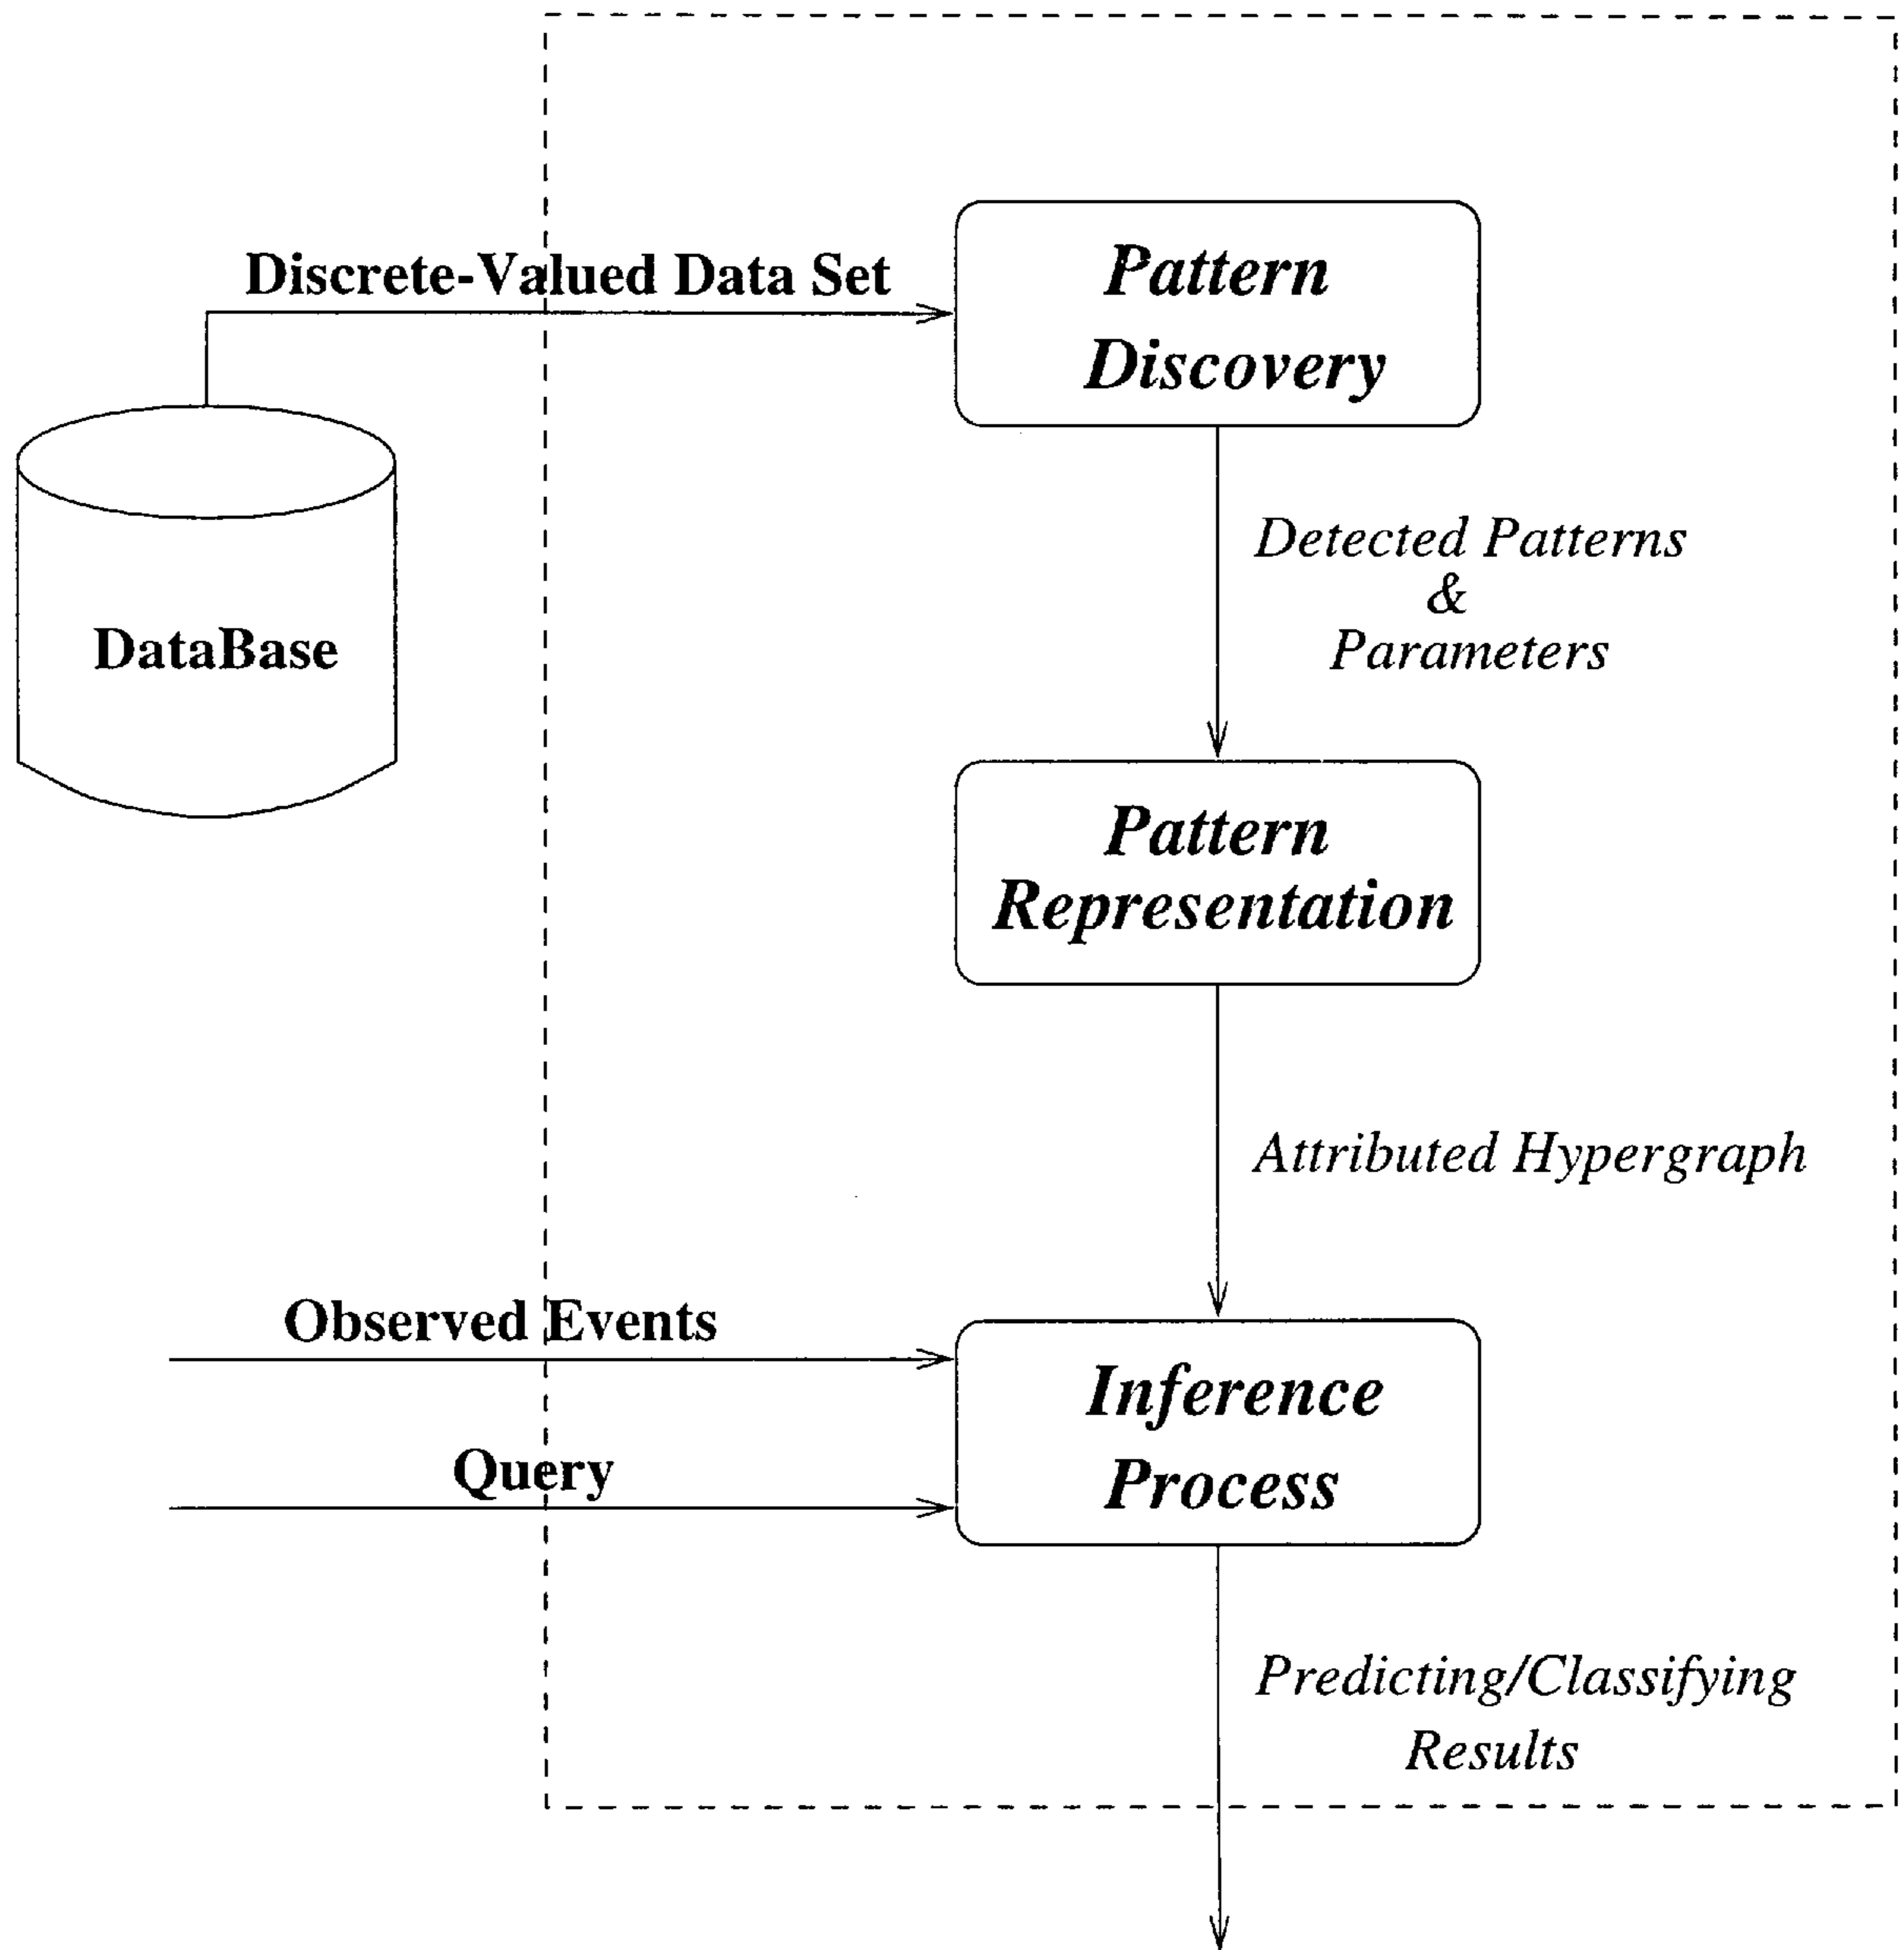 Discrete-Valued Data Set
Pattern
Discovery
DataBase
Detected Patterns
&
Parameters
Pattern
Representation
Attributed Hypergraph
Observed Events
Query
Inference
Process
Predicting/Classifying
Results